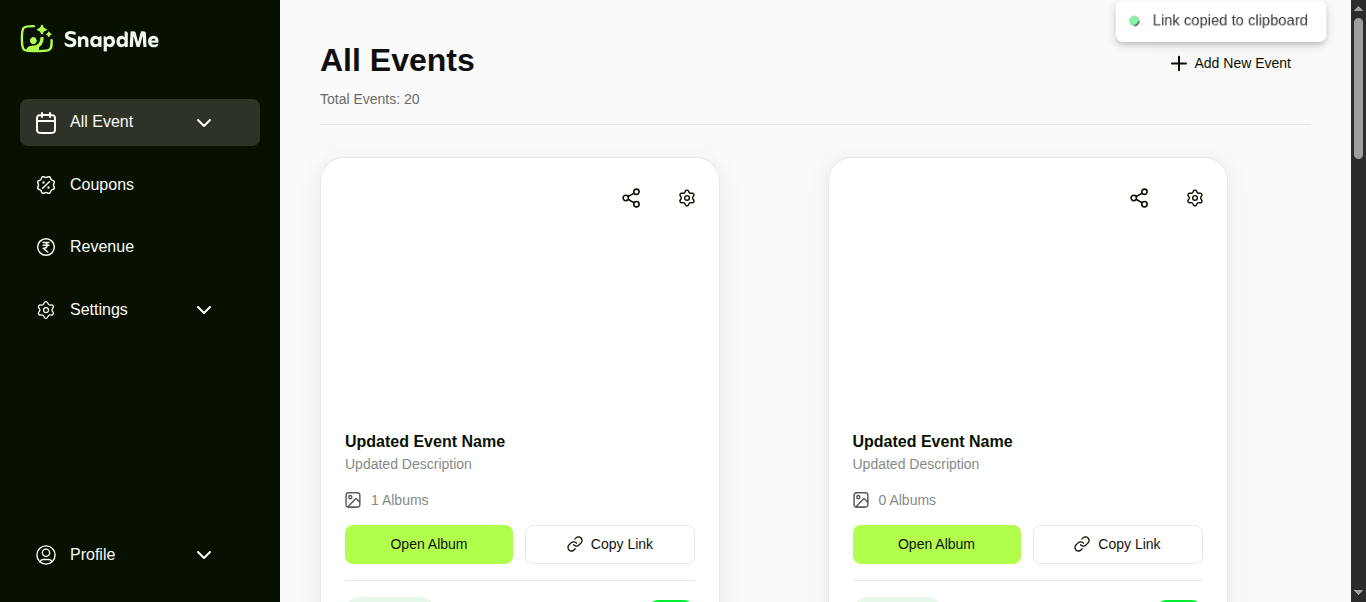 SnapdMe
Link copied to clipboard
All Events
Add New Event
Total Events: 20
All Event
Coupons
Revenue
Settings
Profile
Updated Event Name
Updated Description
1 Albums
Open Album
Copy Link
Updated Event Name
Updated Description
0 Albums
Open Album
Copy Link